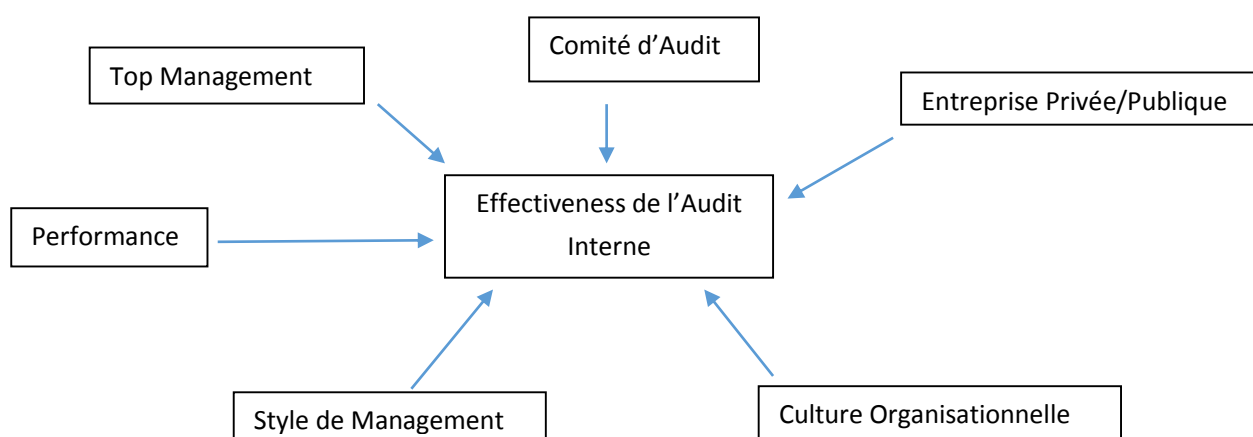 Comité d’Audit
Top Management
Entreprise Privée/Publique
Effectiveness de l’Audit
Interne
Performance
Style de Management
Culture Organisationnelle